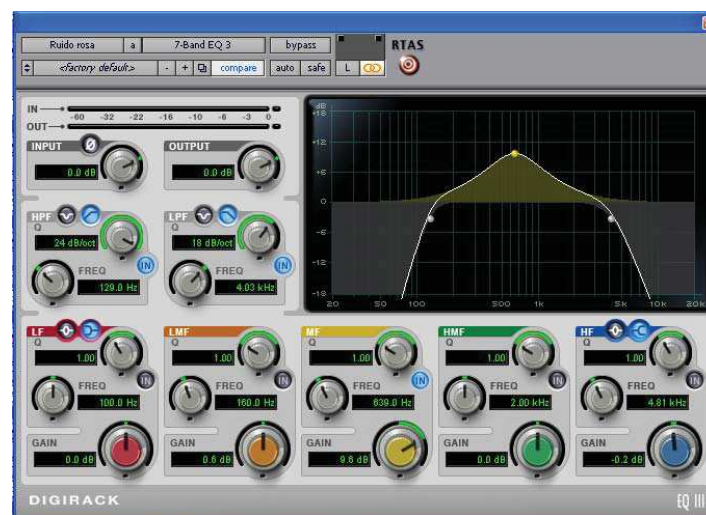 Ruido rosa a 7-Band EQ 3 bypass RTAS
<factory default> - + compare auto safe L
IN -60 -32 -22 -16 -10 -6 -3 0
OUT
INPUT Ø OUTPUT
0.0 dB 0.0 dB
HPF LPF
Q Q
24 dB/oct 18 dB/oct
IN IN
FREQ FREQ
129.0 Hz 4.03 kHz
dB
+18
+12
+6
0
-6
-12
-18
20 50 100 500 1k 5k 10k 20k
LF LMF MF HMF HF
Q Q Q Q Q
1.00 1.00 1.00 1.00 1.00
FREQ IN FREQ IN FREQ IN FREQ IN FREQ IN
100.0 Hz 160.0 Hz 639.0 Hz 2.00 kHz 4.81 kHz
GAIN GAIN GAIN GAIN GAIN
0.0 dB 0.6 dB 9.8 dB 0.0 dB -0.2 dB
DIGIRACK EQ III